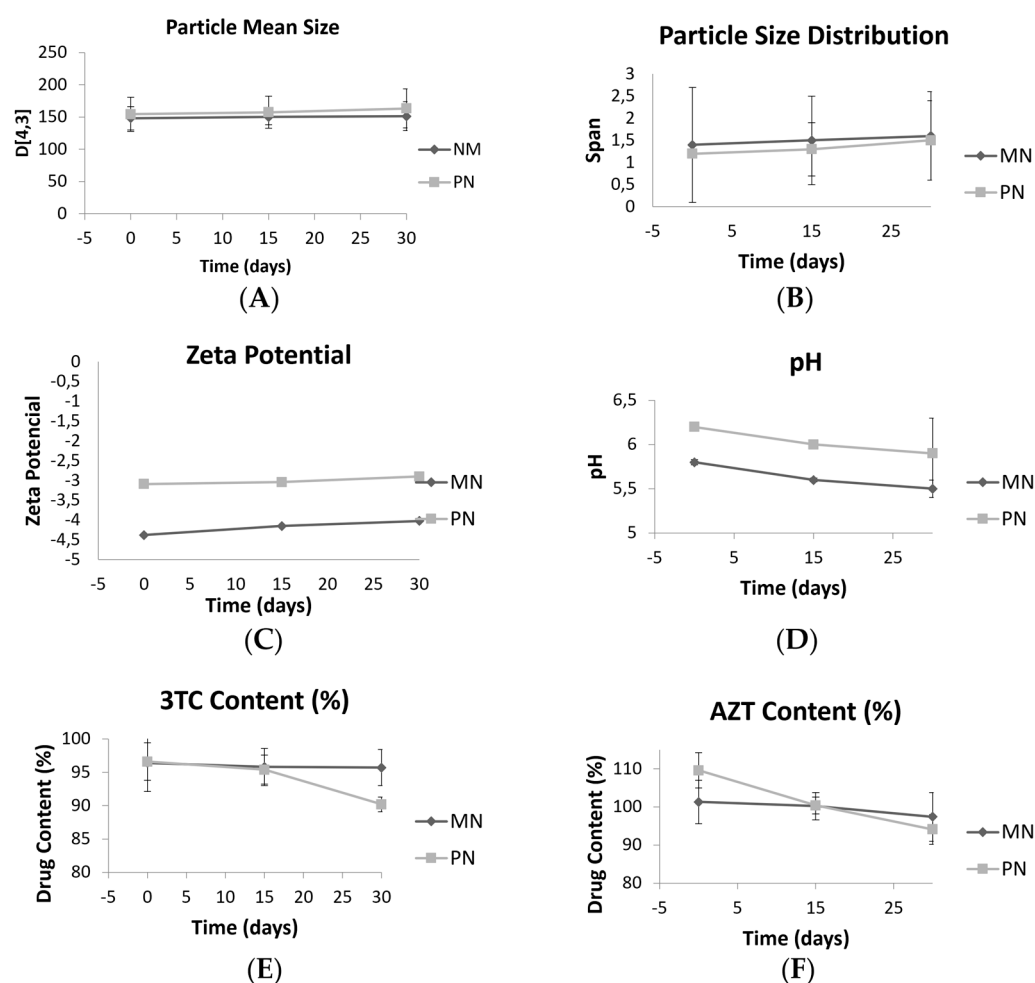 Particle Mean Size
250
200
150
100
50
0
D[4,3]
-5 0 5 10 15 20 25 30
Time (days)
NM
PN
(A)
Particle Size Distribution
3
2,5
2
1,5
1
0,5
0
Span
-5 5 15 25
Time (days)
MN
PN
(B)
Zeta Potential
0
-0,5
-1
-1,5
-2
-2,5
-3
-3,5
-4
-4,5
-5
Zeta Potencial
-5 0 5 10 15 20 25 30
Time (days)
MN
PN
(C)
pH
6,5
6
5,5
5
pH
-5 5 15 25
Time (days)
MN
PN
(D)
3TC Content (%)
100
95
90
85
80
Drug Content (%)
-5 0 5 10 15 20 25 30
Time (days)
MN
PN
(E)
AZT Content (%)
110
100
90
80
Drug Content (%)
-5 5 15 25
Time (days)
MN
PN
(F)